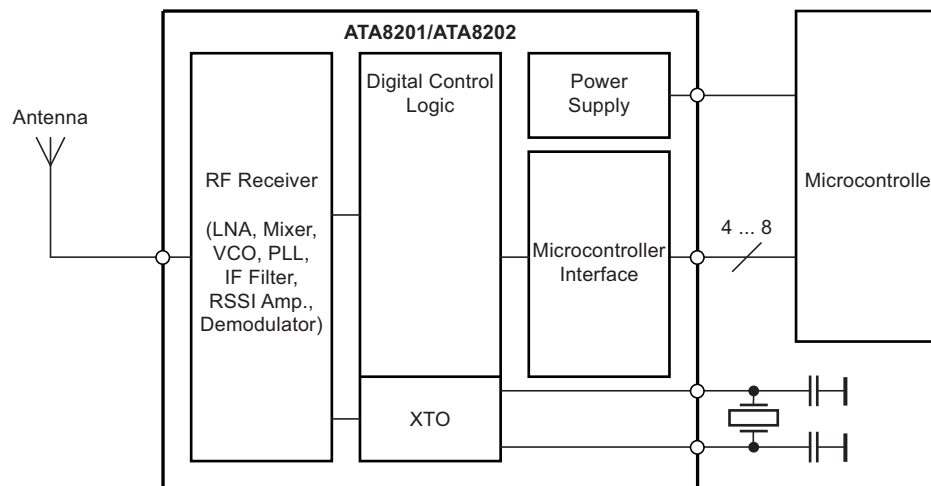 ATA8201/ATA8202
Antenna
RF Receiver
(LNA, Mixer,
VCO, PLL,
IF Filter,
RSSI Amp.,
Demodulator)
Digital Control
Logic
XTO
Power
Supply
Microcontroller
Interface
4 ... 8
Microcontrolle